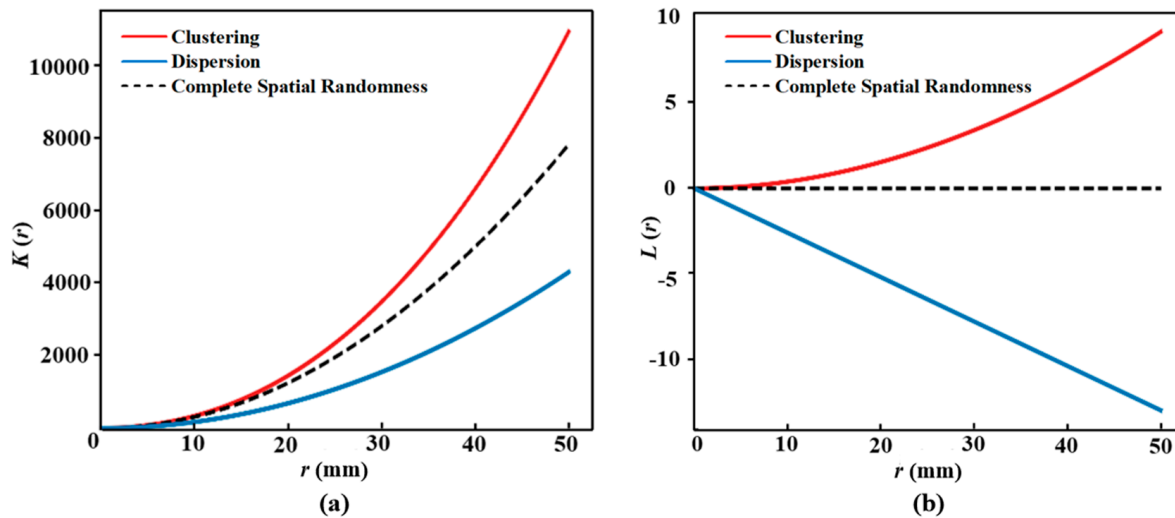 Clustering
Dispersion
Complete Spatial Randomness
10000
8000
6000
4000
2000
0
10
20
30
40
50
K (r)
r (mm)
(a)
Clustering
Dispersion
Complete Spatial Randomness
10
5
0
-5
-10
0
10
20
30
40
50
L (r)
r (mm)
(b)